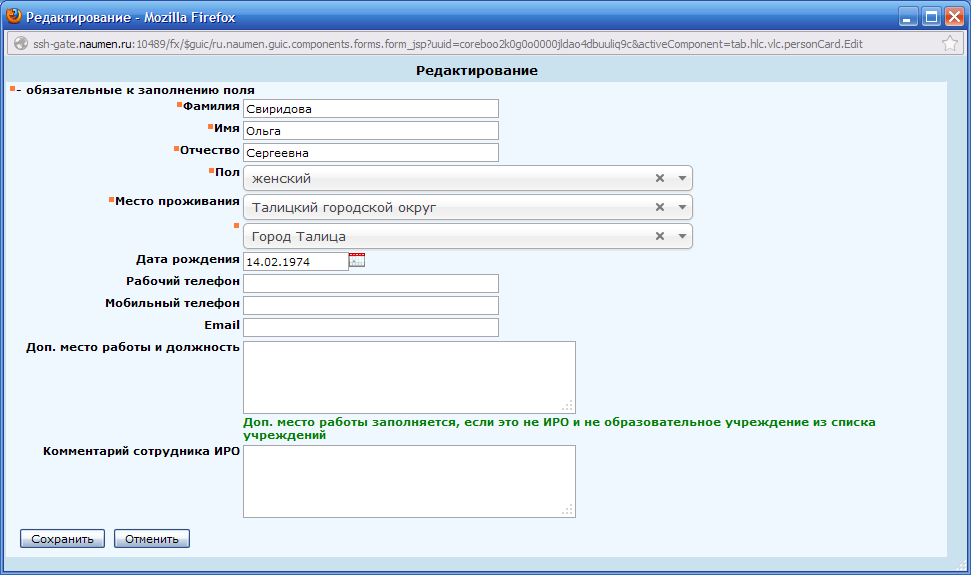 Редактирование - Mozilla Firefox
ssh-gate.naumen.ru:10489/fx/$guic/ru.naumen.guic.components.forms.form_jsp?uuid=coreboo2k0g0o0000jldao4dbuuliq9c&activeComponent=tab.hlc.vlc.personCard.Edit
Редактирование
- обязательные к заполнению поля
Фамилия Свиридова
Имя Ольга
Отчество Сергеевна
Пол женский
Место проживания Талицкий городской округ
Город Талица
Дата рождения 14.02.1974
Рабочий телефон
Мобильный телефон
Email
Доп. место работы и должность
Доп. место работы заполняется, если это не ИРО и не образовательное учреждение из списка
учреждений
Комментарий сотрудника ИРО
Сохранить Отменить